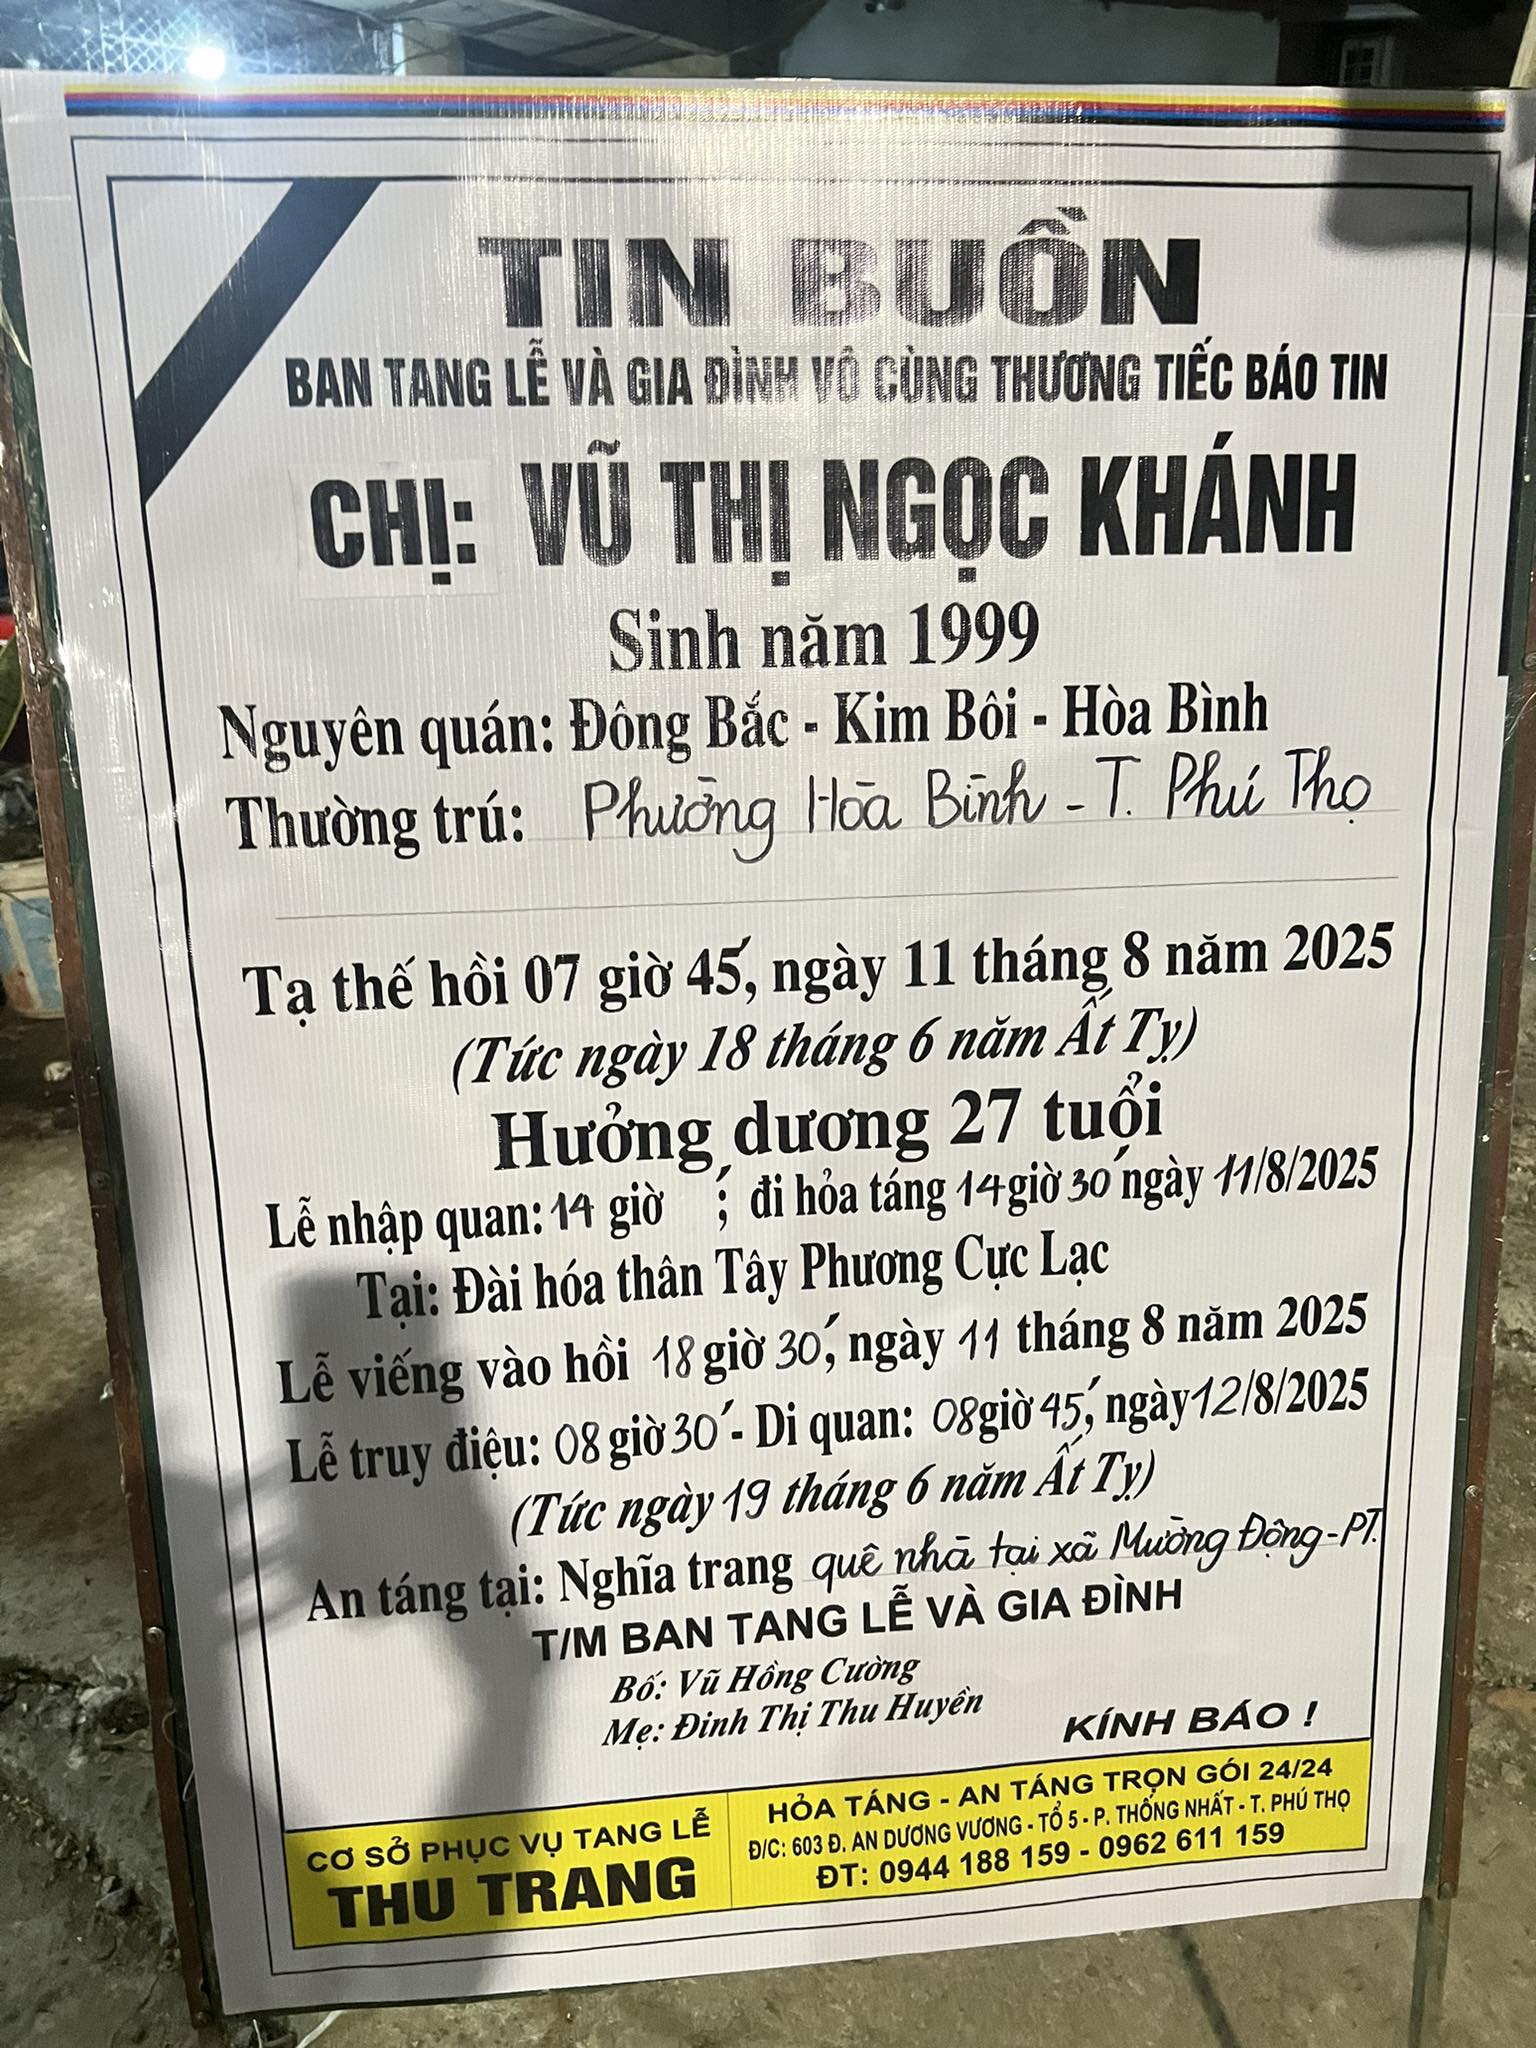 TIN BUỒN
BAN TANG LỄ VÀ GIA ĐÌNH VÔ CÙNG THƯƠNG TIẾC BÁO TIN
CHỊ: VŨ THỊ NGỌC KHÁNH
Sinh năm 1999
Nguyên quán: Đông Bắc - Kim Bôi - Hòa Bình
Thường trú: Phường Hòa Bình - T. Phú Thọ
Tạ thế hồi 07 giờ 45', ngày 11 tháng 8 năm 2025
(Tức ngày 18 tháng 6 năm Ất Tỵ)
Hưởng dương 27 tuổi
Lễ nhập quan: 14 giờ '; đi hỏa táng 14 giờ 30' ngày 11/8/2025
Tại: Đài hóa thân Tây Phương Cực Lạc
Lễ viếng vào hồi 18 giờ 30', ngày 11 tháng 8 năm 2025
Lễ truy điệu: 08 giờ 30' - Di quan: 08 giờ 45', ngày 12/8/2025
(Tức ngày 19 tháng 6 năm Ất Tỵ)
An táng tại: Nghĩa trang quê nhà tại xã Mường Động - PT.
T/M BAN TANG LỄ VÀ GIA ĐÌNH
Bố: Vũ Hồng Cường
Mẹ: Đinh Thị Thu Huyền
KÍNH BÁO !
CƠ SỞ PHỤC VỤ TANG LỄ
THU TRANG
HỎA TÁNG - AN TÁNG TRỌN GÓI 24/24
Đ/C: 603 Đ. AN DƯƠNG VƯƠNG - TỔ 5 - P. THỐNG NHẤT - T. PHÚ THỌ
ĐT: 0944 188 159 - 0962 611 159